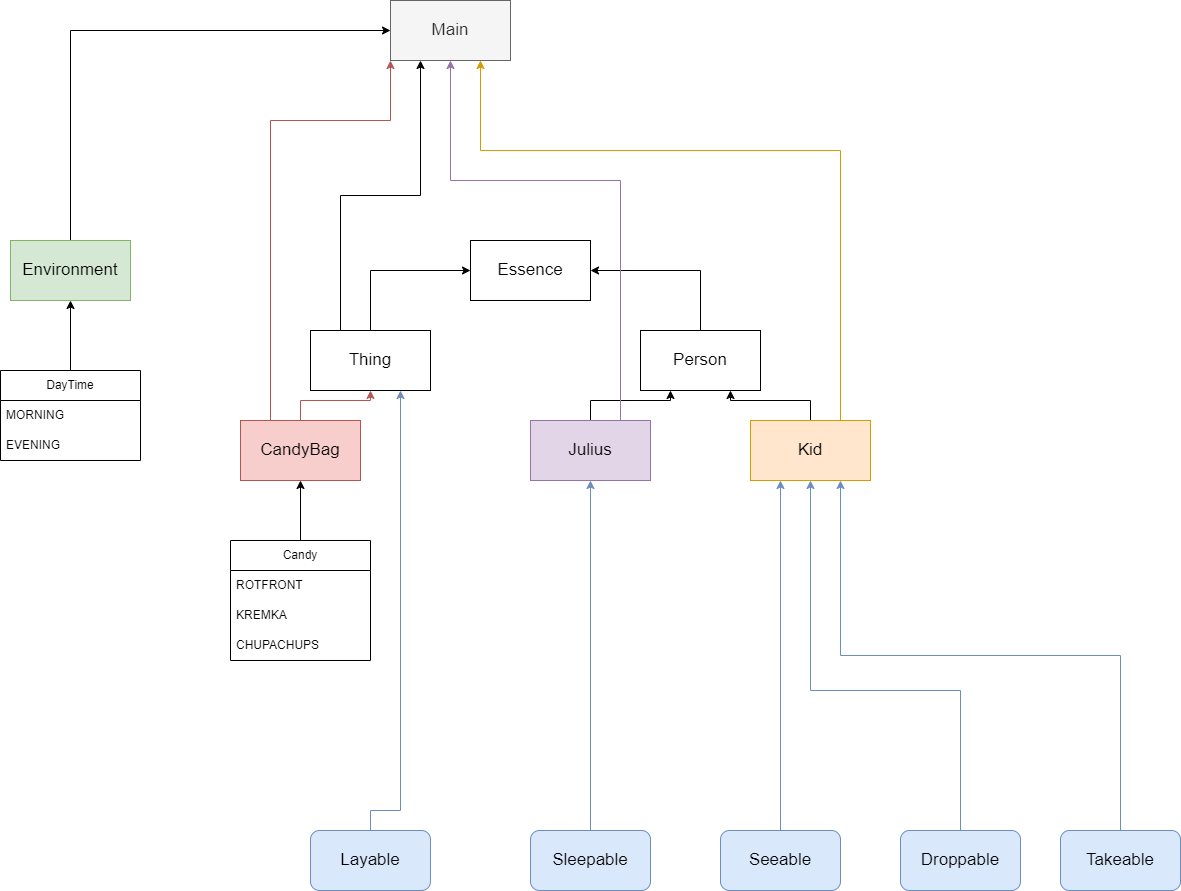 Main
Environment
Essence
Thing
Person
DayTime
MORNING
EVENING
CandyBag
Julius
Kid
Candy
ROTFRONT
KREMKA
CHUPACHUPS
Layable
Sleepable
Seeable
Droppable
Takeable